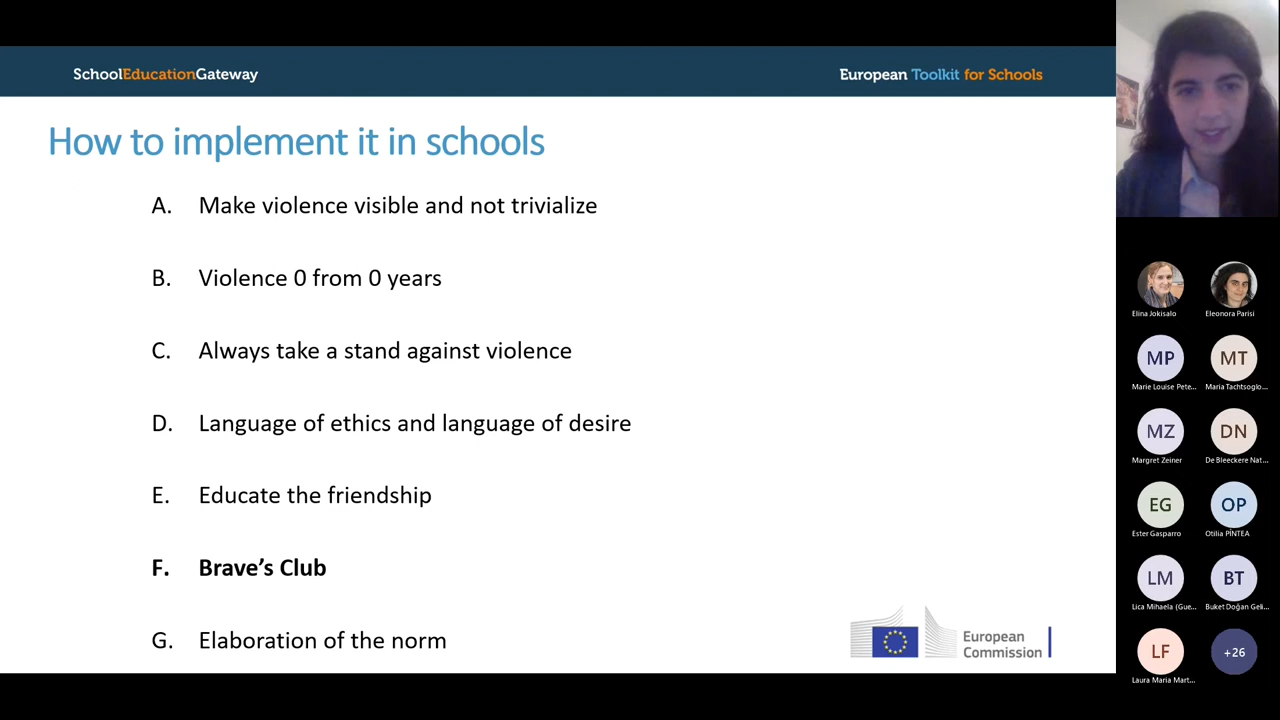 SchoolEducationGateway
European Toolkit for Schools
How to implement it in schools
A. Make violence visible and not trivialize
B. Violence 0 from 0 years
C. Always take a stand against violence
D. Language of ethics and language of desire
E. Educate the friendship
F. Brave’s Club
G. Elaboration of the norm
European
Commission
Elina Jokisalo
Eleonora Parisi
MP
MT
Marie Louise Pete...
Maria Tachtsoglo...
MZ
DN
Margret Zeiner
De Bleeckere Nat...
EG
OP
Ester Gasparro
Otilia PÎNTEA
LM
BT
Lica Mihaela (Gue...
Buket Doğan Geli...
LF
+26
Laura Maria Mart...